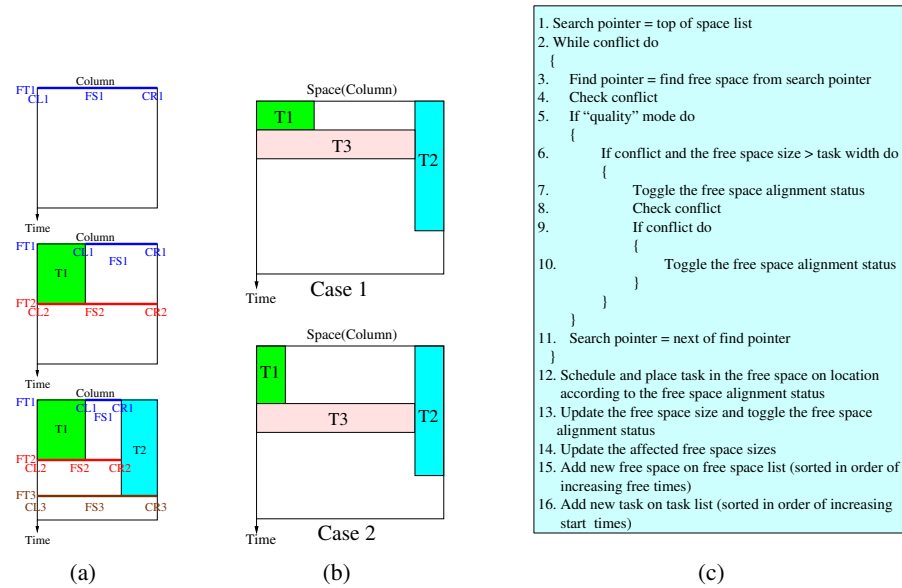 Column
FT1
CL1 FS1 CR1
Time
FT1
CL1 CR1
FS1
T1
FT2
CL2 FS2 CR2
Time
Column
FT1
CL1 CR1
FS1
T1
T2
FT2
CL2 FS2 CR2
FT3
CL3 FS3 CR3
Time
(a)
Space(Column)
T1
T3
T2
Time
Case 1
Space(Column)
T1
T2
T3
Time
Case 2
(b)
1. Search pointer = top of space list
2. While conflict do
{
3. Find pointer = find free space from search pointer
4. Check conflict
5. If “quality” mode do
{
6. If conflict and the free space size > task width do
{
7. Toggle the free space alignment status
8. Check conflict
9. If conflict do
{
10. Toggle the free space alignment status
}
}
}
11. Search pointer = next of find pointer
}
12. Schedule and place task in the free space on location
according to the free space alignment status
13. Update the free space size and toggle the free space
alignment status
14. Update the affected free space sizes
15. Add new free space on free space list (sorted in order of
increasing free times)
16. Add new task on task list (sorted in order of increasing
start times)
(c)